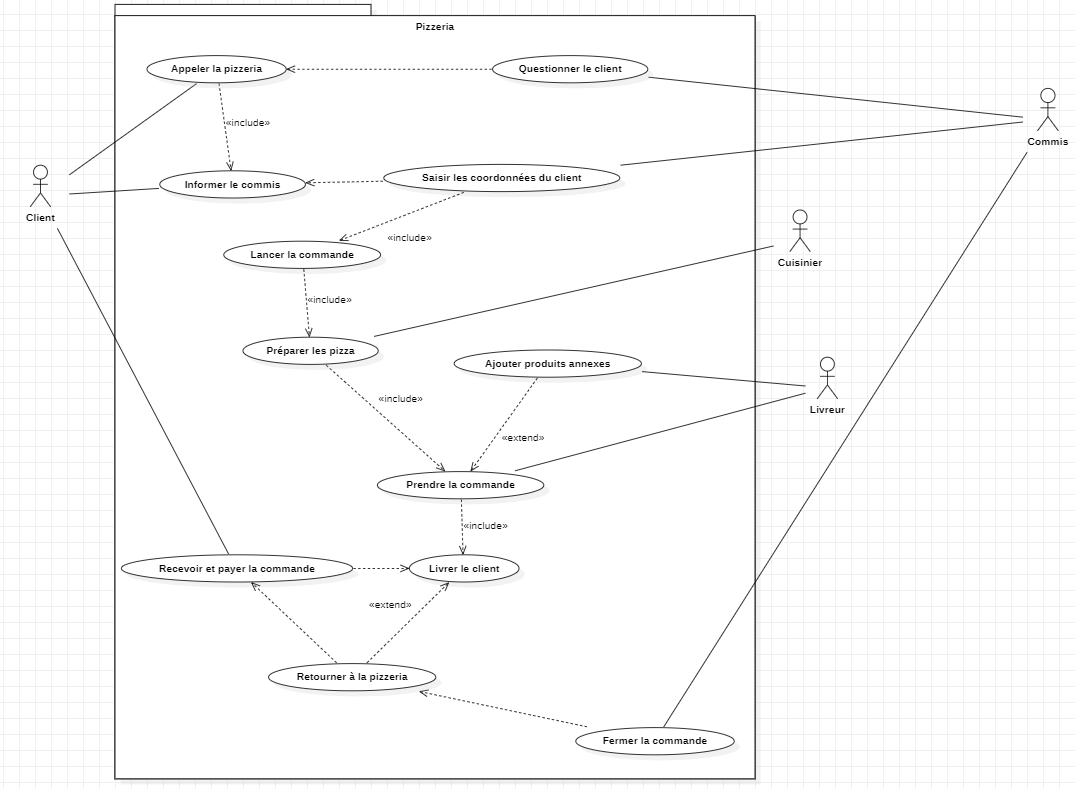 Pizzeria
Appeler la pizzeria
Questionner le client
Commis
«include»
Client
Informer le commis
Saisir les coordonnées du client
«include»
Lancer la commande
Cuisinier
«include»
Préparer les pizza
Ajouter produits annexes
«include»
Livreur
«extend»
Prendre la commande
«include»
Recevoir et payer la commande
Livrer le client
«extend»
Retourner à la pizzeria
Fermer la commande